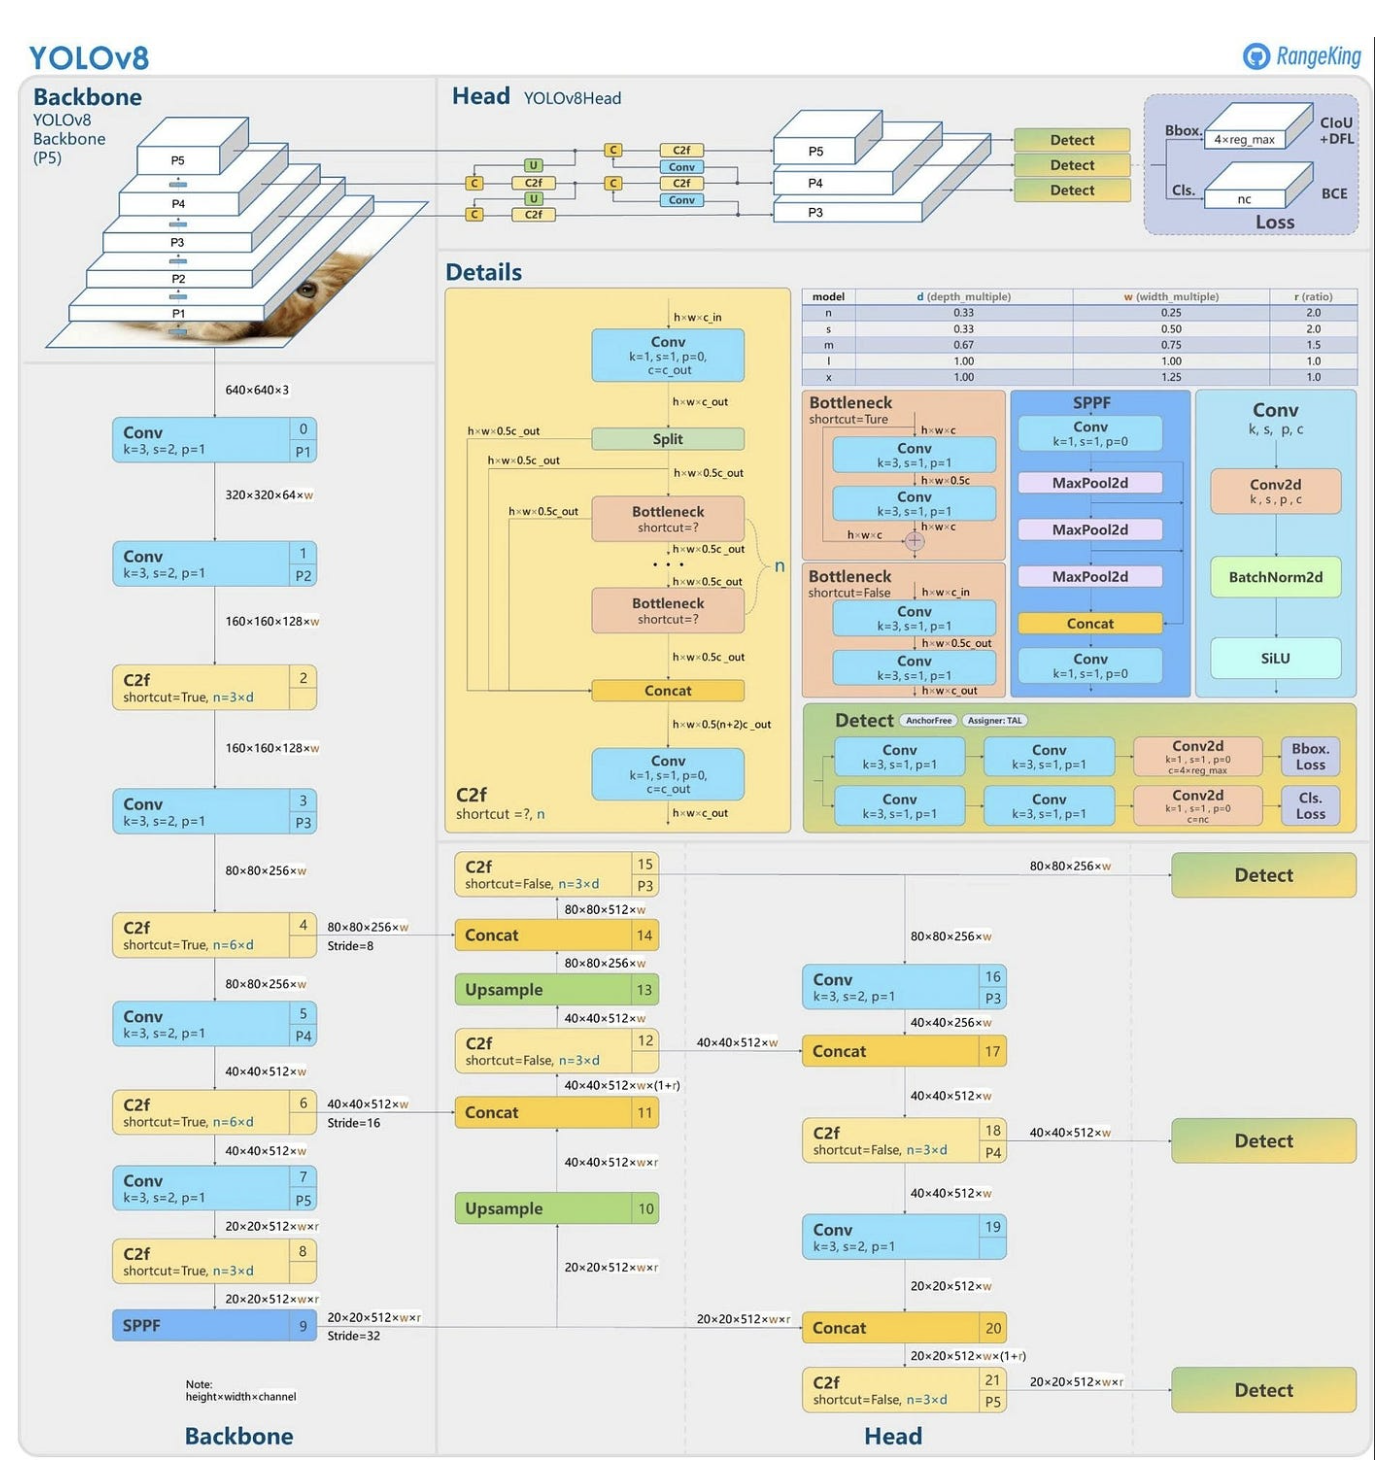 YOLOv8
RangeKing
Backbone
YOLOv8
Backbone
(P5)
P5
P4
P3
P2
P1
Head YOLOv8Head
C
C2f
U
Conv
C
C2f
C
C2f
U
Conv
C
C2f
P5
P4
P3
Detect
Detect
Detect
Bbox.
4×reg_max
CIoU
+DFL
Cls.
nc
BCE
Loss
Details
h×w×c_in
Conv
k=1, s=1, p=0,
c=c_out
h×w×c_out
h×w×0.5c_out
Split
h×w×0.5c_out
h×w×0.5c_out
h×w×0.5c_out
Bottleneck
shortcut=?
h×w×0.5c_out
. . .
n
h×w×0.5c_out
Bottleneck
shortcut=?
h×w×0.5c_out
Concat
h×w×0.5(n+2)c_out
Conv
k=1, s=1, p=0,
c=c_out
h×w×c_out
C2f
shortcut =?, n
model d (depth_multiple) w (width_multiple) r (ratio)
n 0.33 0.25 2.0
s 0.33 0.50 2.0
m 0.67 0.75 1.5
l 1.00 1.00 1.0
x 1.00 1.25 1.0
Bottleneck
shortcut=Ture
h×w×c
Conv
k=3, s=1, p=1
h×w×0.5c
Conv
k=3, s=1, p=1
h×w×c
h×w×c
+
Bottleneck
shortcut=False
h×w×c_in
Conv
k=3, s=1, p=1
h×w×0.5c_out
Conv
k=3, s=1, p=1
h×w×c_out
SPPF
Conv
k=1, s=1, p=0
MaxPool2d
MaxPool2d
MaxPool2d
Concat
Conv
k=1, s=1, p=0
Conv
k, s, p, c
Conv2d
k, s, p, c
BatchNorm2d
SiLU
Detect AnchorFree Assigner: TAL
Conv
k=3, s=1, p=1
Conv
k=3, s=1, p=1
Conv2d
k=1, s=1, p=0
c=4×reg_max
Bbox.
Loss
Conv
k=3, s=1, p=1
Conv
k=3, s=1, p=1
Conv2d
k=1, s=1, p=0
c=nc
Cls.
Loss
640×640×3
Conv 0
k=3, s=2, p=1 P1
320×320×64×w
Conv 1
k=3, s=2, p=1 P2
160×160×128×w
C2f 2
shortcut=True, n=3×d
160×160×128×w
Conv 3
k=3, s=2, p=1 P3
80×80×256×w
C2f 4
shortcut=True, n=6×d
80×80×256×w
Stride=8
80×80×256×w
Conv 5
k=3, s=2, p=1 P4
40×40×512×w
C2f 6
shortcut=True, n=6×d
40×40×512×w
Stride=16
40×40×512×w
Conv 7
k=3, s=2, p=1 P5
20×20×512×w×r
C2f 8
shortcut=True, n=3×d
20×20×512×w×r
SPPF 9
20×20×512×w×r
Stride=32
Note:
height×width×channel
Backbone
C2f 15
shortcut=False, n=3×d P3
80×80×512×w
Concat 14
80×80×256×w
Upsample 13
40×40×512×w
C2f 12
shortcut=False, n=3×d
40×40×512×w×(1+r)
Concat 11
40×40×512×w×r
Upsample 10
20×20×512×w×r
80×80×256×w
Detect
80×80×256×w
Conv 16
k=3, s=2, p=1 P3
40×40×256×w
40×40×512×w
Concat 17
40×40×512×w
C2f 18
shortcut=False, n=3×d P4
40×40×512×w
Detect
40×40×512×w
Conv 19
k=3, s=2, p=1
20×20×512×w
20×20×512×w×r
Concat 20
20×20×512×w×(1+r)
C2f 21
shortcut=False, n=3×d P5
20×20×512×w×r
Detect
Head